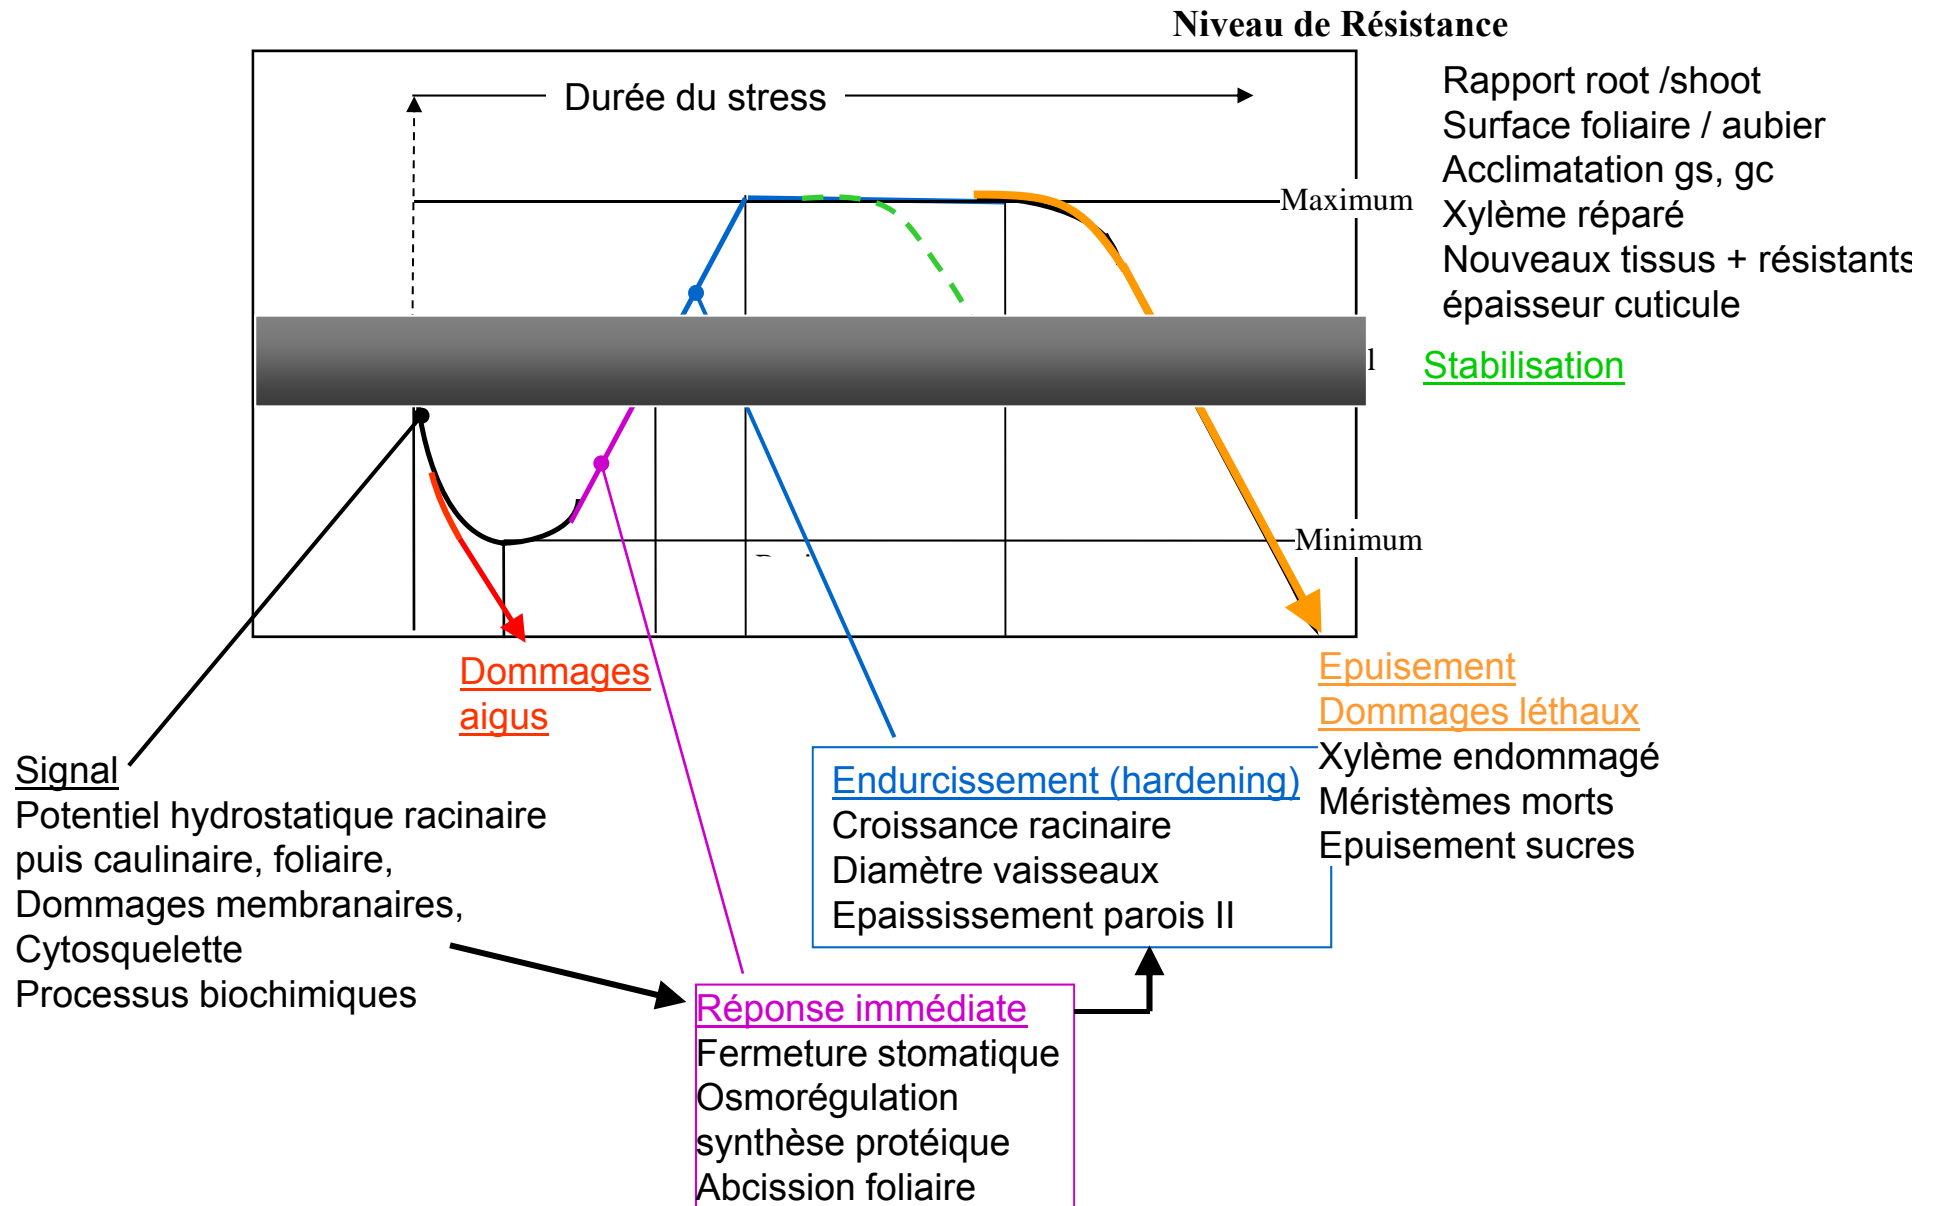 Niveau de Résistance
Durée du stress
Rapport root /shoot
Surface foliaire / aubier
Acclimatation gs, gc
Xylème réparé
Nouveaux tissus + résistants
épaisseur cuticule
Maximum
Stabilisation
Minimum
Dommages
aigus
Epuisement
Dommages léthaux
Xylème endommagé
Méristèmes morts
Epuisement sucres
Signal
Potentiel hydrostatique racinaire
puis caulinaire, foliaire,
Dommages membranaires,
Cytosquelette
Processus biochimiques
Endurcissement (hardening)
Croissance racinaire
Diamètre vaisseaux
Epaississement parois II
Réponse immédiate
Fermeture stomatique
Osmorégulation
synthèse protéique
Abcission foliaire